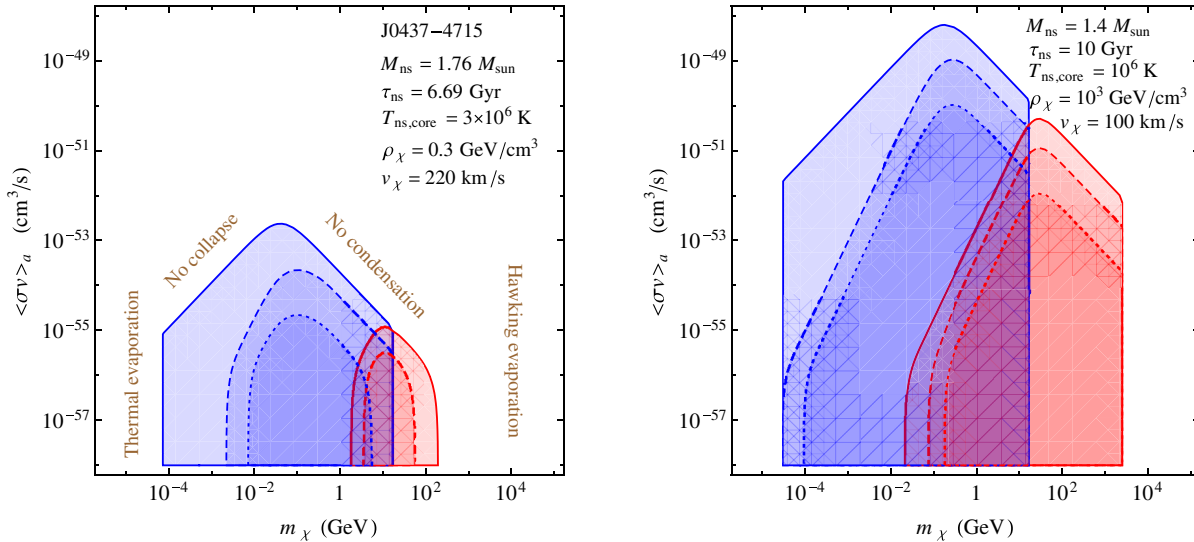 J0437−4715
M_ns = 1.76 M_sun
τ_ns = 6.69 Gyr
T_ns,core = 3×10^6 K
ρ_χ = 0.3 GeV/cm^3
v_χ = 220 km/s
No collapse
No condensation
Thermal evaporation
Hawking evaporation
<σv>_a (cm^3/s)
10^-49
10^-51
10^-53
10^-55
10^-57
10^-4 10^-2 1 10^2 10^4
m_χ (GeV)
M_ns = 1.4 M_sun
τ_ns = 10 Gyr
T_ns,core = 10^6 K
ρ_χ = 10^3 GeV/cm^3
v_χ = 100 km/s
<σv>_a (cm^3/s)
10^-49
10^-51
10^-53
10^-55
10^-57
10^-4 10^-2 1 10^2 10^4
m_χ (GeV)